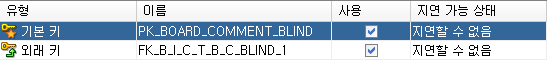 유형 이름 사용 지연 가능 상태
기본 키 PK_BOARD_COMMENT_BLIND 지연할 수 없음
외래 키 FK_B_I_C_T_B_C_BLIND_1 지연할 수 없음